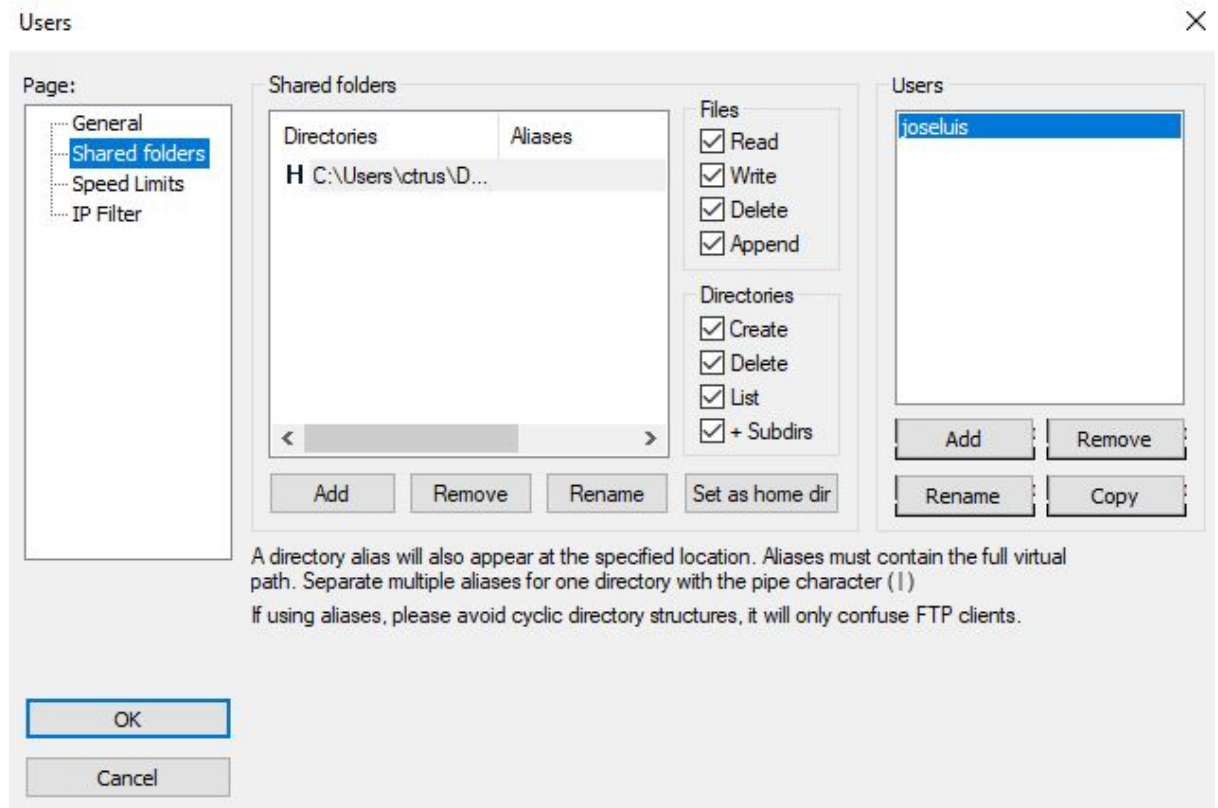 Users
Page:
General
Shared folders
Speed Limits
IP Filter
Shared folders
Directories Aliases
H C:\Users\ctrus\D...
Files
Read
Write
Delete
Append
Directories
Create
Delete
List
+ Subdirs
Add Remove Rename Set as home dir
Users
joseluis
Add Remove
Rename Copy
A directory alias will also appear at the specified location. Aliases must contain the full virtual
path. Separate multiple aliases for one directory with the pipe character (|)
If using aliases, please avoid cyclic directory structures, it will only confuse FTP clients.
OK
Cancel